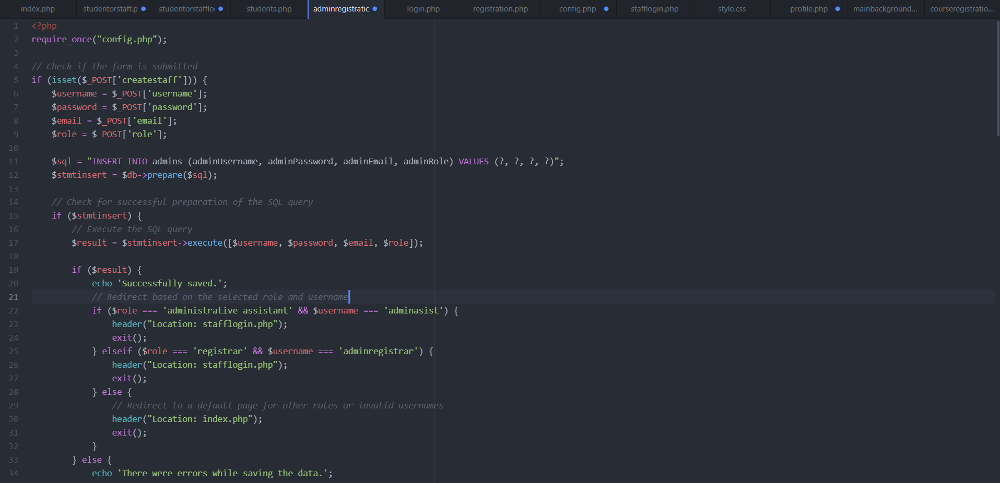 index.php studentorstaff.p studentorstafflo students.php adminregistratic login.php registration.php config.php stafflogin.php style.css profile.php mainbackground... courseregistratio...
1 <?php
2 require_once("config.php");
3
4 // Check if the form is submitted
5 if (isset($_POST['createstaff'])) {
6 $username = $_POST['username'];
7 $password = $_POST['password'];
8 $email = $_POST['email'];
9 $role = $_POST['role'];
10
11 $sql = "INSERT INTO admins (adminUsername, adminPassword, adminEmail, adminRole) VALUES (?, ?, ?, ?)";
12 $stmtinsert = $db->prepare($sql);
13
14 // Check for successful preparation of the SQL query
15 if ($stmtinsert) {
16 // Execute the SQL query
17 $result = $stmtinsert->execute([$username, $password, $email, $role]);
18
19 if ($result) {
20 echo 'Successfully saved.';
21 // Redirect based on the selected role and username
22 if ($role === 'administrative assistant' && $username === 'adminasist') {
23 header("Location: stafflogin.php");
24 exit();
25 } elseif ($role === 'registrar' && $username === 'adminregistrar') {
26 header("Location: stafflogin.php");
27 exit();
28 } else {
29 // Redirect to a default page for other roles or invalid usernames
30 header("Location: index.php");
31 exit();
32 }
33 } else {
34 echo 'There were errors while saving the data.';